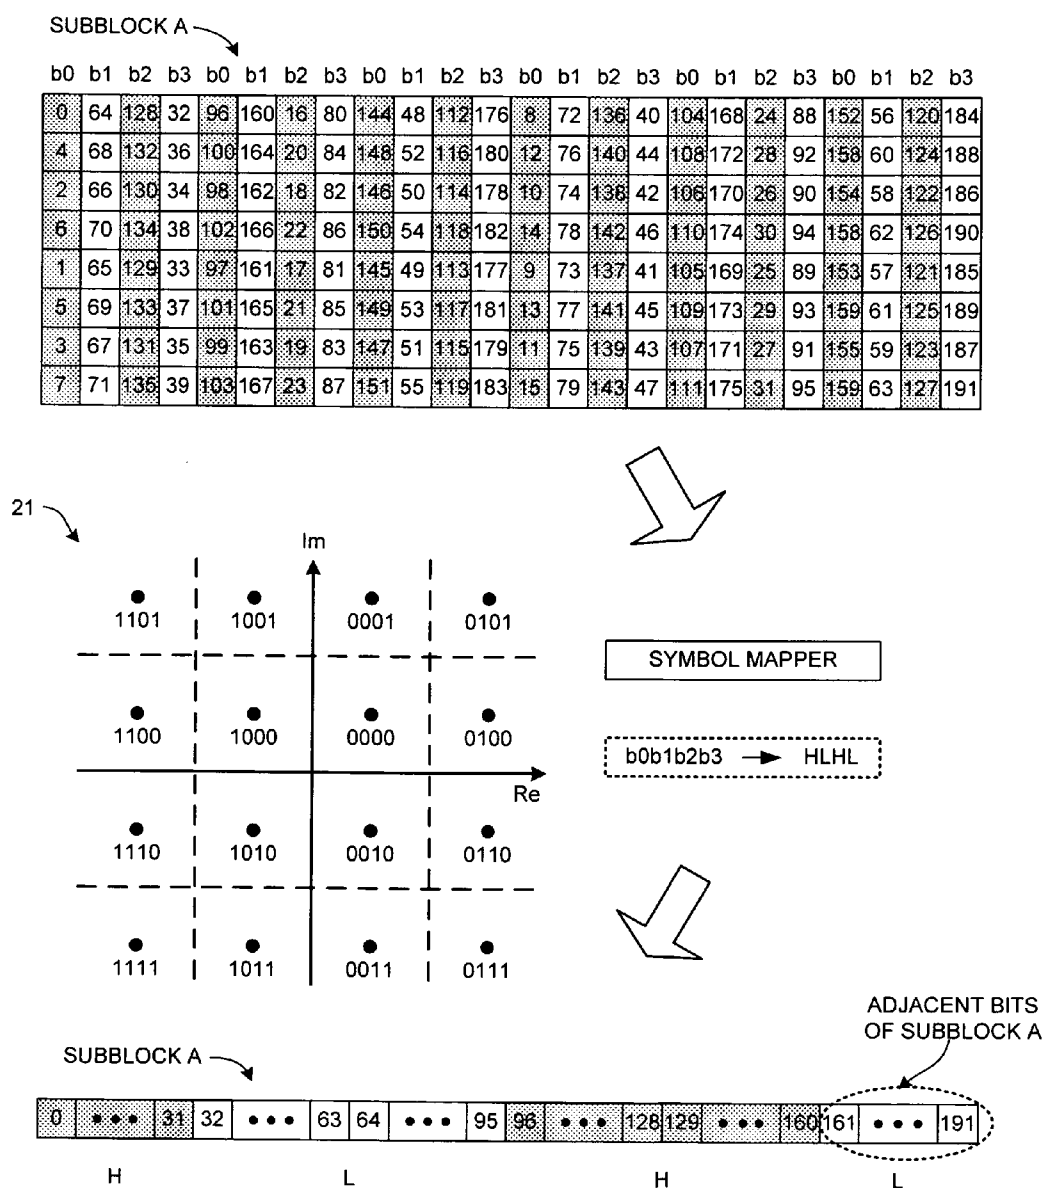 SUBBLOCK A
b0 b1 b2 b3 b0 b1 b2 b3 b0 b1 b2 b3 b0 b1 b2 b3 b0 b1 b2 b3 b0 b1 b2 b3
0 64 128 32 96 160 16 80 144 48 112 176 8 72 136 40 104 168 24 88 152 56 120 184
4 68 132 36 100 164 20 84 148 52 116 180 12 76 140 44 108 172 28 92 158 60 124 188
2 66 130 34 98 162 18 82 146 50 114 178 10 74 138 42 106 170 26 90 154 58 122 186
6 70 134 38 102 166 22 86 150 54 118 182 14 78 142 46 110 174 30 94 158 62 126 190
1 65 129 33 97 161 17 81 145 49 113 177 9 73 137 41 105 169 25 89 153 57 121 185
5 69 133 37 101 165 21 85 149 53 117 181 13 77 141 45 109 173 29 93 159 61 125 189
3 67 131 35 99 163 19 83 147 51 115 179 11 75 139 43 107 171 27 91 155 59 123 187
7 71 135 39 103 167 23 87 151 55 119 183 15 79 143 47 111 175 31 95 159 63 127 191
21
Im
1101 1001 0001 0101
1100 1000 0000 0100
Re
1110 1010 0010 0110
1111 1011 0011 0111
SYMBOL MAPPER
b0b1b2b3 → HLHL
ADJACENT BITS
OF SUBBLOCK A
SUBBLOCK A
0 ••• 31 32 ••• 63 64 ••• 95 96 ••• 128 129 ••• 160 161 ••• 191
H L H L